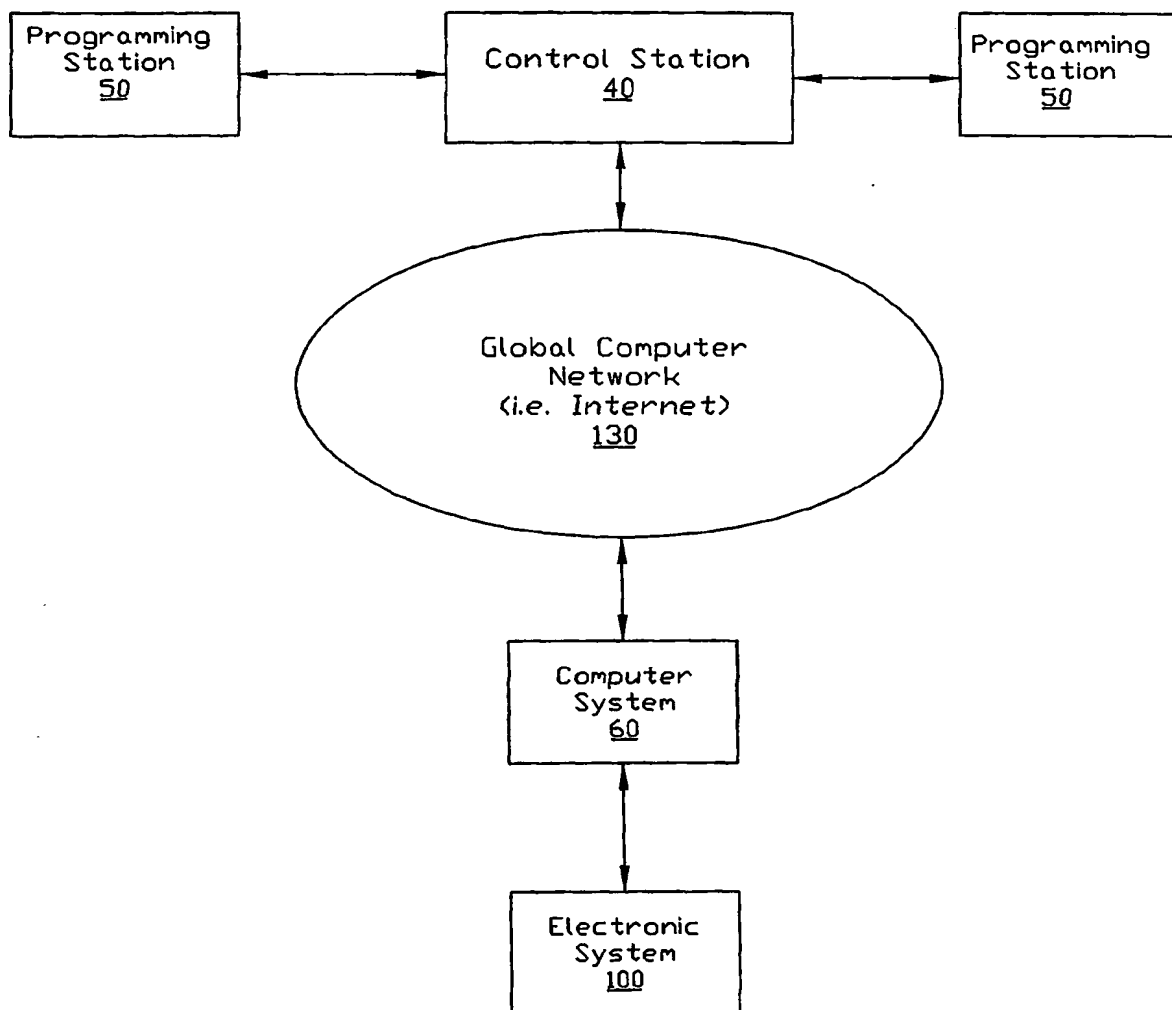 Programming
Station
50
Control Station
40
Programming
Station
50
Global Computer
Network
(i.e. Internet)
130
Computer
System
60
Electronic
System
100